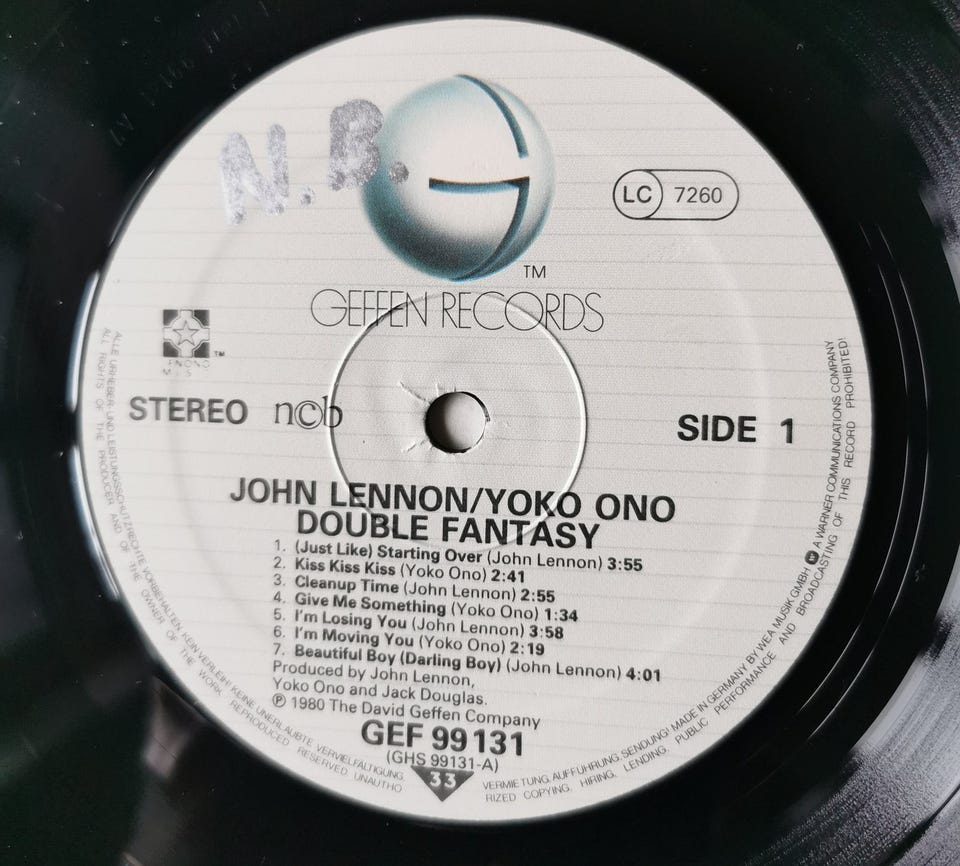 N.B.
LC 7260
TM
GEFFEN RECORDS
TM
STEREO ncb
SIDE 1
JOHN LENNON/YOKO ONO
DOUBLE FANTASY
1. (Just Like) Starting Over (John Lennon) 3:55
2. Kiss Kiss Kiss (Yoko Ono) 2:41
3. Cleanup Time (John Lennon) 2:55
4. Give Me Something (Yoko Ono) 1:34
5. I'm Losing You (John Lennon) 3:58
6. I'm Moving You (Yoko Ono) 2:19
7. Beautiful Boy (Darling Boy) (John Lennon) 4:01
Produced by John Lennon,
Yoko Ono and Jack Douglas.
℗ 1980 The David Geffen Company
GEF 99 131
(GHS 99131-A)
33
ALLE URHEBER- UND LEISTUNGSSCHUTZRECHTE VORBEHALTEN. KEIN VERLEIH! KEINE UNERLAUBTE VERVIELFÄLTIGUNG, VERMIETUNG, AUFFÜHRUNG, SENDUNG! MADE IN GERMANY BY WEA MUSIK GMBH A WARNER COMMUNICATIONS COMPANY
ALL RIGHTS OF THE PRODUCER AND OF THE OWNER OF THE WORK REPRODUCED RESERVED UNAUTHORIZED COPYING, HIRING, LENDING, PUBLIC PERFORMANCE AND BROADCASTING OF THIS RECORD PROHIBITED!